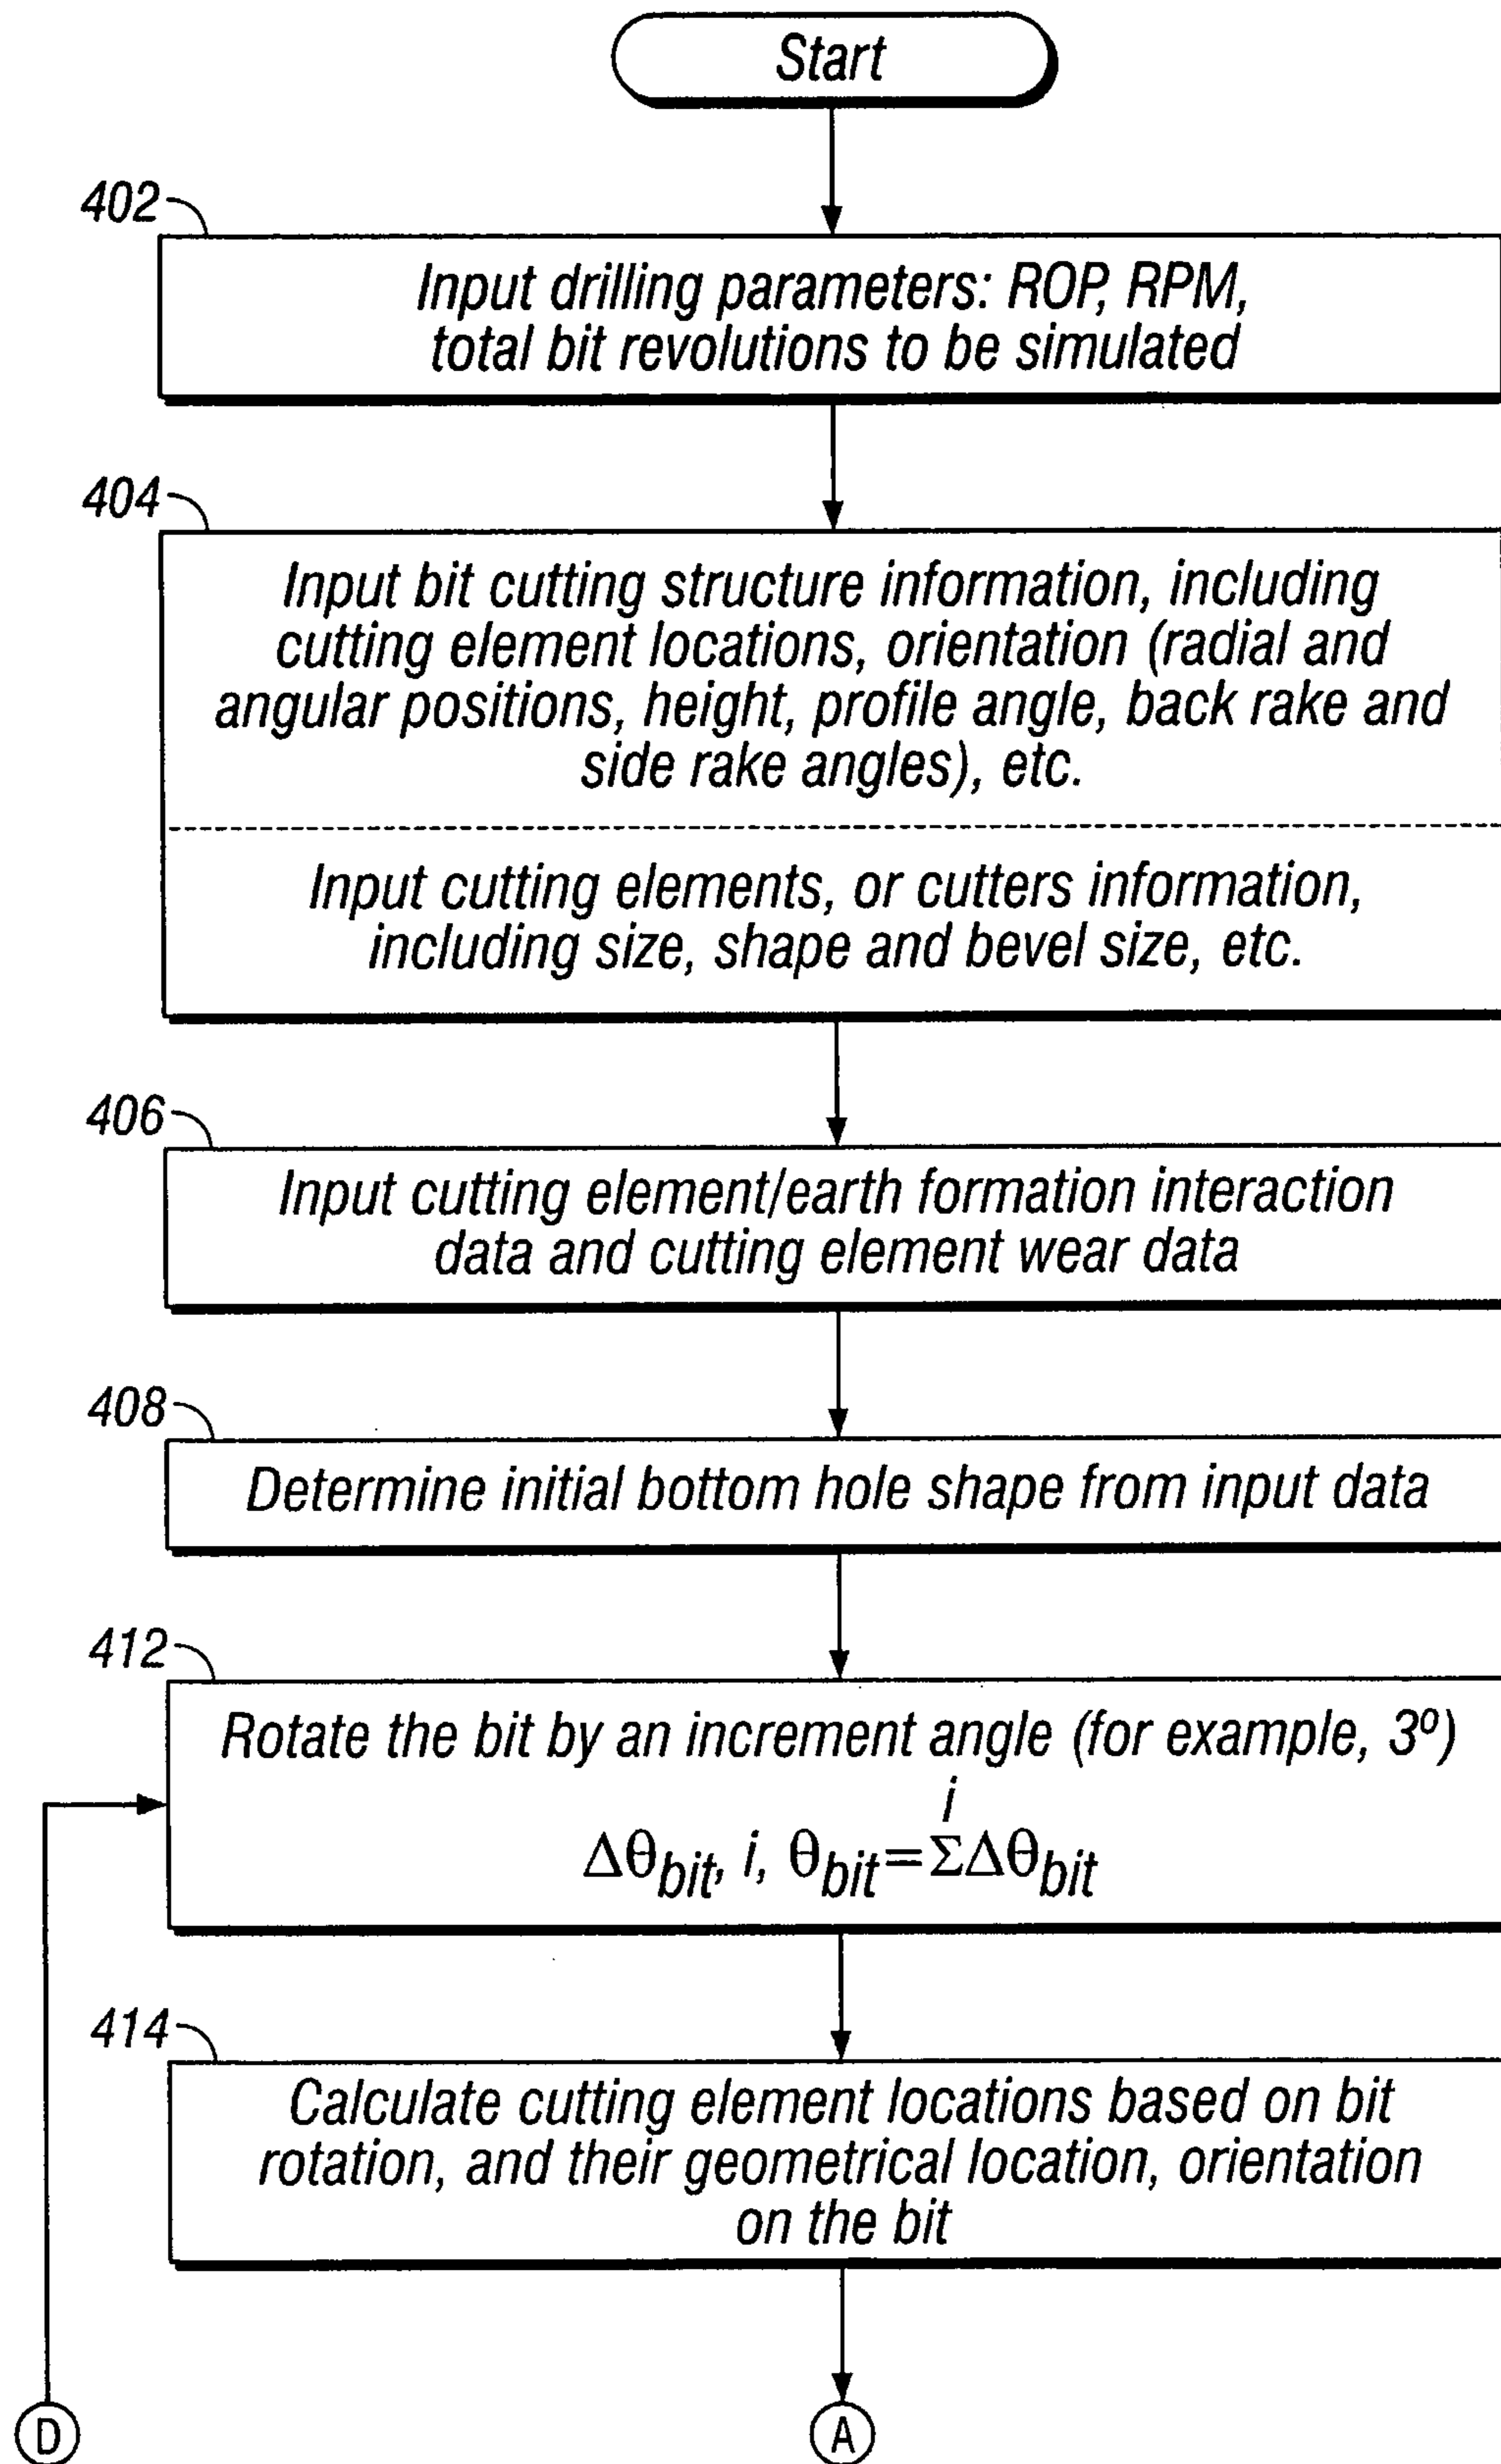 Start
402
Input drilling parameters: ROP, RPM,
total bit revolutions to be simulated
404
Input bit cutting structure information, including
cutting element locations, orientation (radial and
angular positions, height, profile angle, back rake and
side rake angles), etc.
Input cutting elements, or cutters information,
including size, shape and bevel size, etc.
406
Input cutting element/earth formation interaction
data and cutting element wear data
408
Determine initial bottom hole shape from input data
412
Rotate the bit by an increment angle (for example, 3º)
i
Δθbit, i, θbit=ΣΔθbit
414
Calculate cutting element locations based on bit
rotation, and their geometrical location, orientation
on the bit
D
A